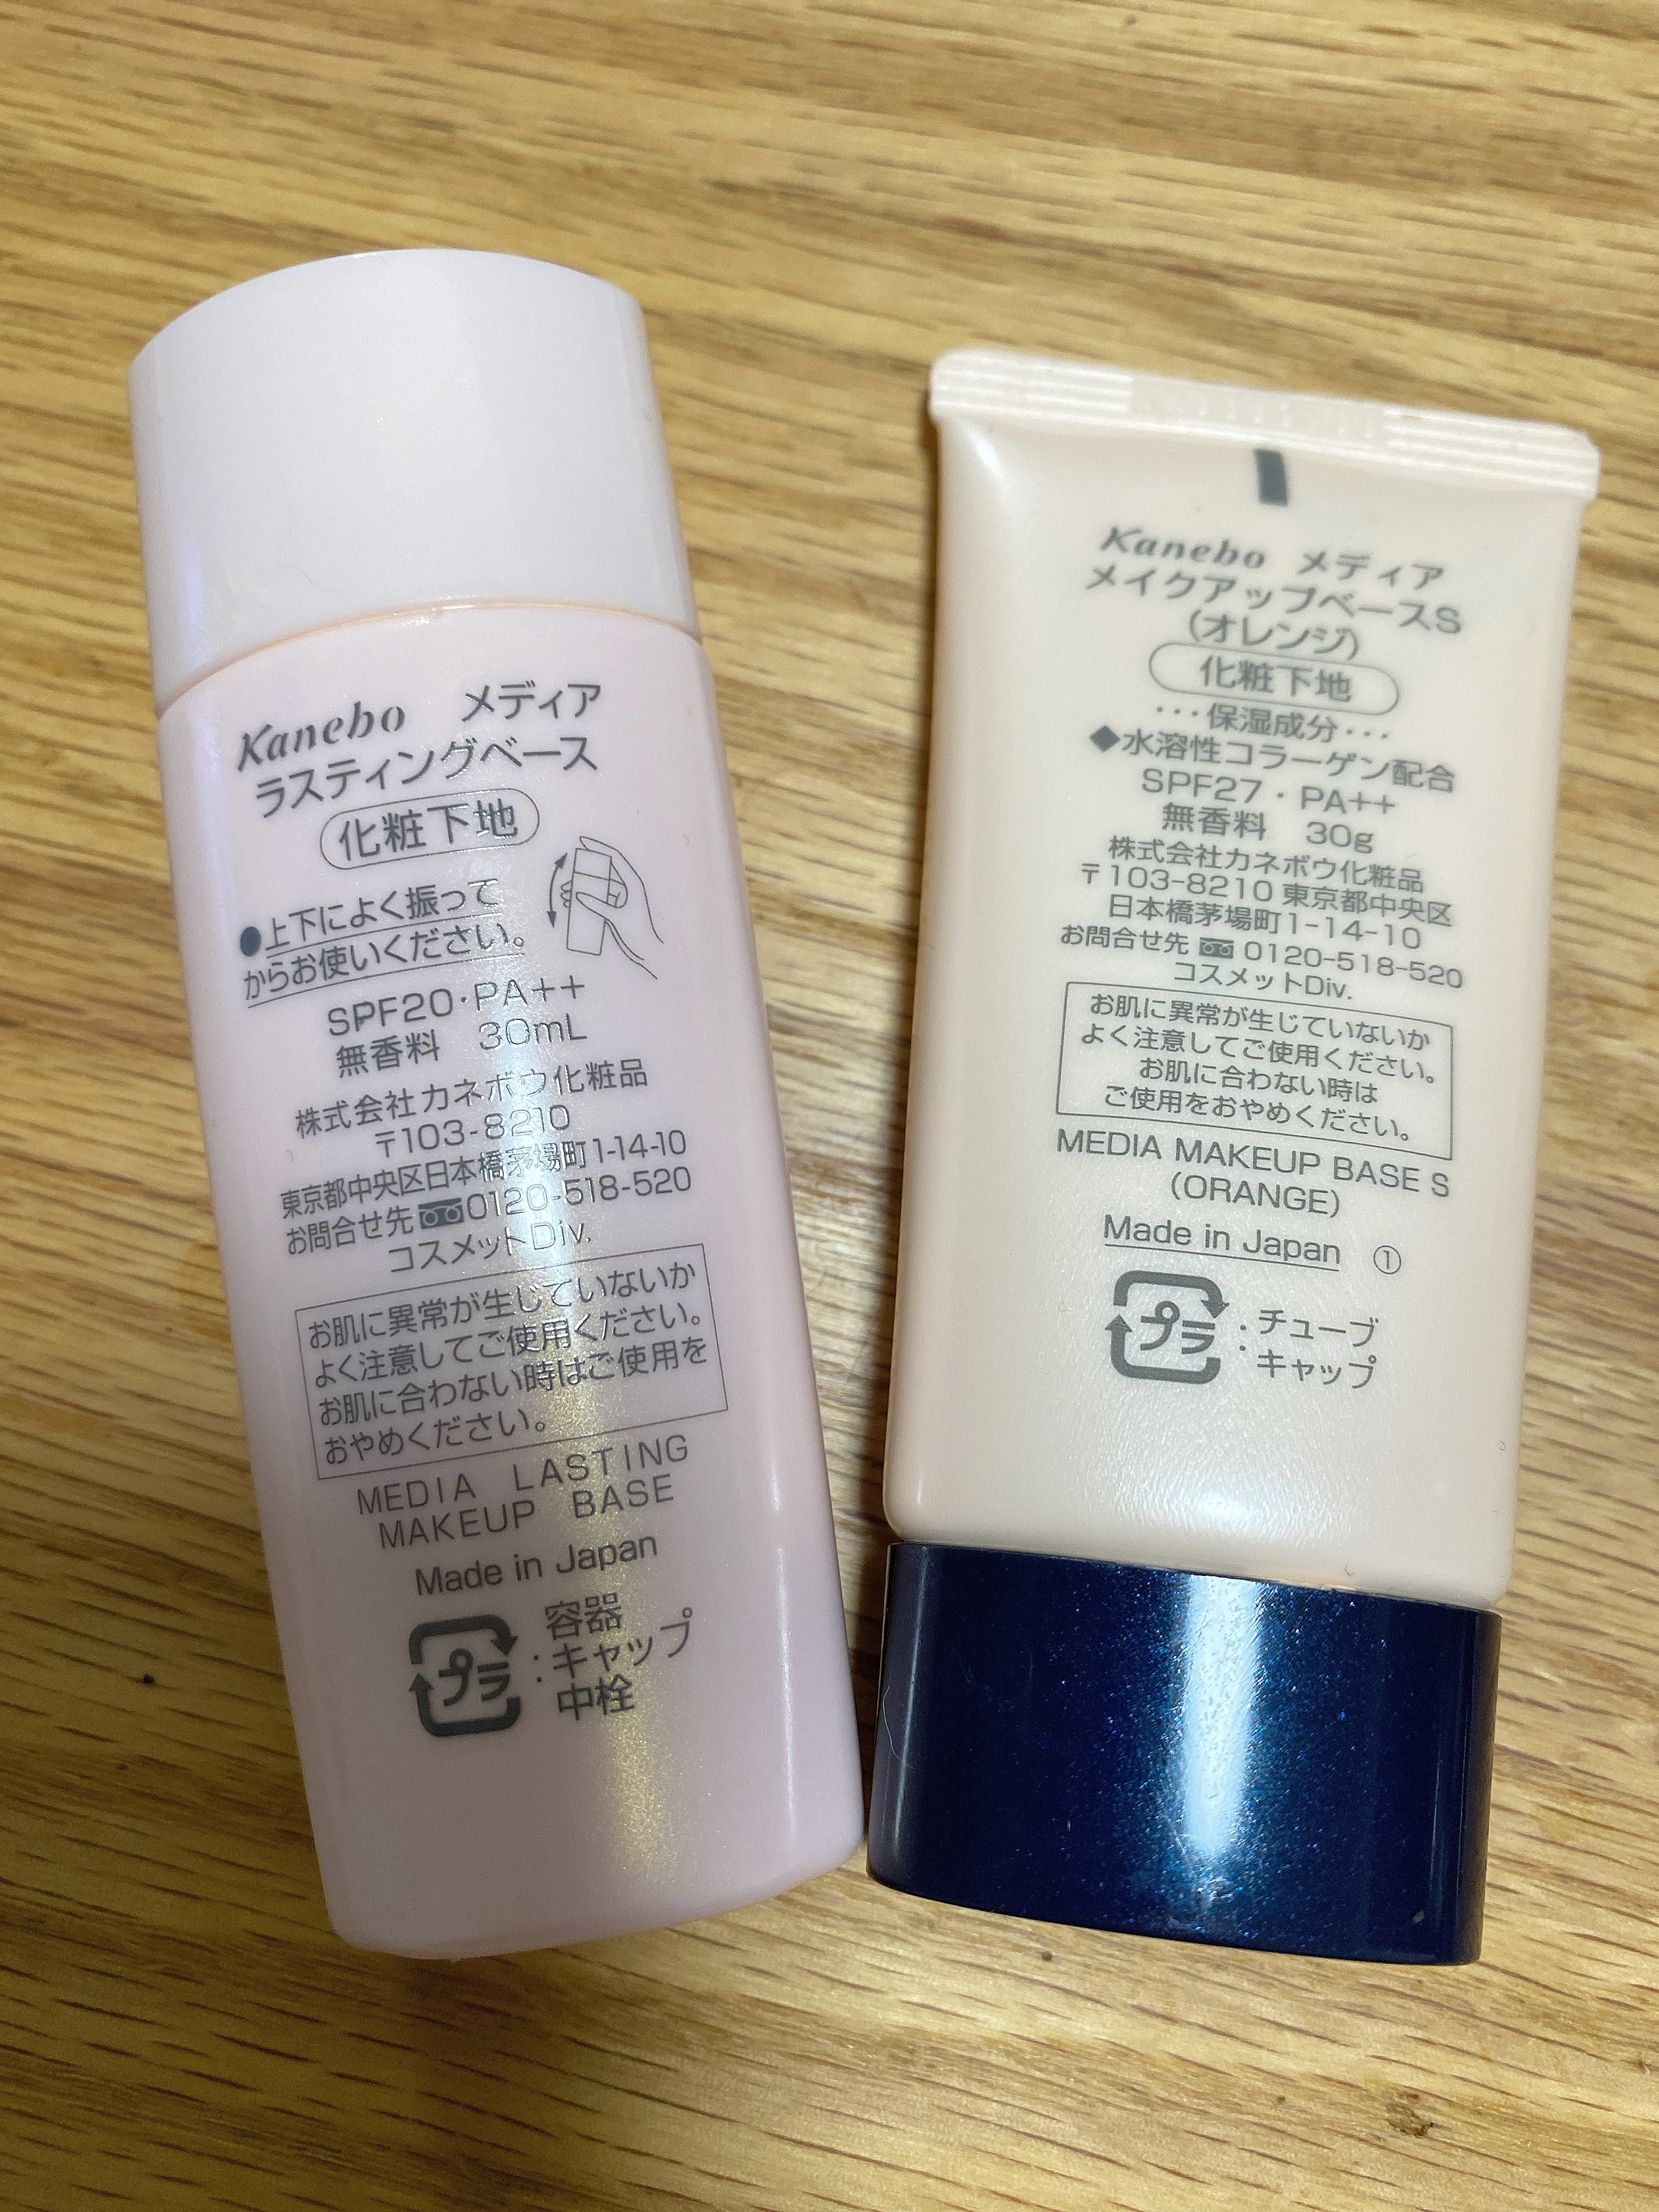 Kanebo メディア
ラスティングベース
化粧下地
●上下によく振って
からお使いください。
SPF20・PA++
無香料 30mL
株式会社カネボウ化粧品
〒103-8210
東京都中央区日本橋茅場町1-14-10
お問合せ先 0120-518-520
コスメットDiv.
お肌に異常が生じていないか
よく注意してご使用ください。
お肌に合わない時はご使用を
おやめください。
MEDIA LASTING
MAKEUP BASE
Made in Japan
プラ
容器
:キャップ
中栓
Kanebo メディア
メイクアップベースS
(オレンジ)
化粧下地
・・・保湿成分・・・
◆水溶性コラーゲン配合
SPF27・PA++
無香料 30g
株式会社カネボウ化粧品
〒103-8210 東京都中央区
日本橋茅場町1-14-10
お問合せ先 0120-518-520
コスメットDiv.
お肌に異常が生じていないか
よく注意してご使用ください。
お肌に合わない時は
ご使用をおやめください。
MEDIA MAKEUP BASE S
(ORANGE)
Made in Japan ①
プラ
:チューブ
:キャップ